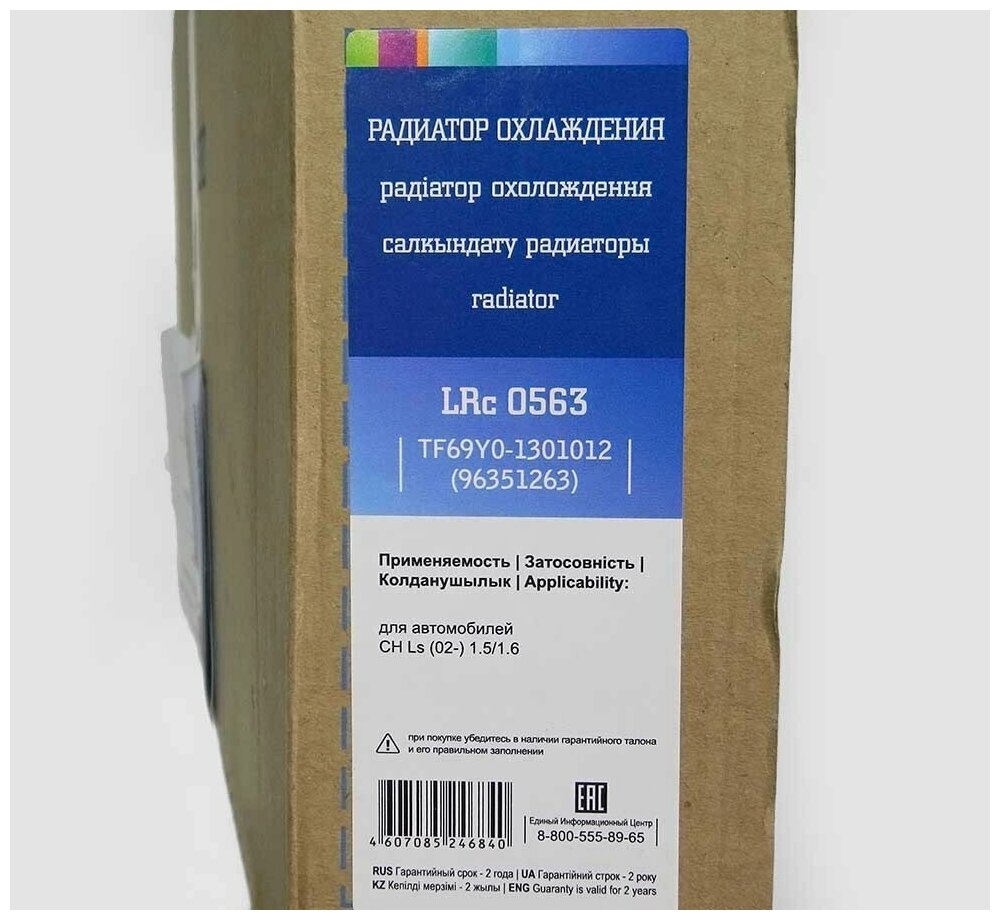 РАДИАТОР ОХЛАЖДЕНИЯ
радіатор охолождення
салкындату радиаторы
radiator
LRc 0563
TF69Y0-1301012
(96351263)
Применяемость | Затосовність |
Колданушылык | Applicability:
для автомобилей
CH Ls (02-) 1.5/1.6
при покупке убедитесь в наличии гарантийного талона
и его правильном заполнении
EAC
Единый Информационный Центр
8-800-555-89-65
4 607085 246840
RUS Гарантийный срок - 2 года | UA Гарантійний строк - 2 року
KZ Кепілді мерзімі - 2 жылы | ENG Guaranty is valid for 2 years